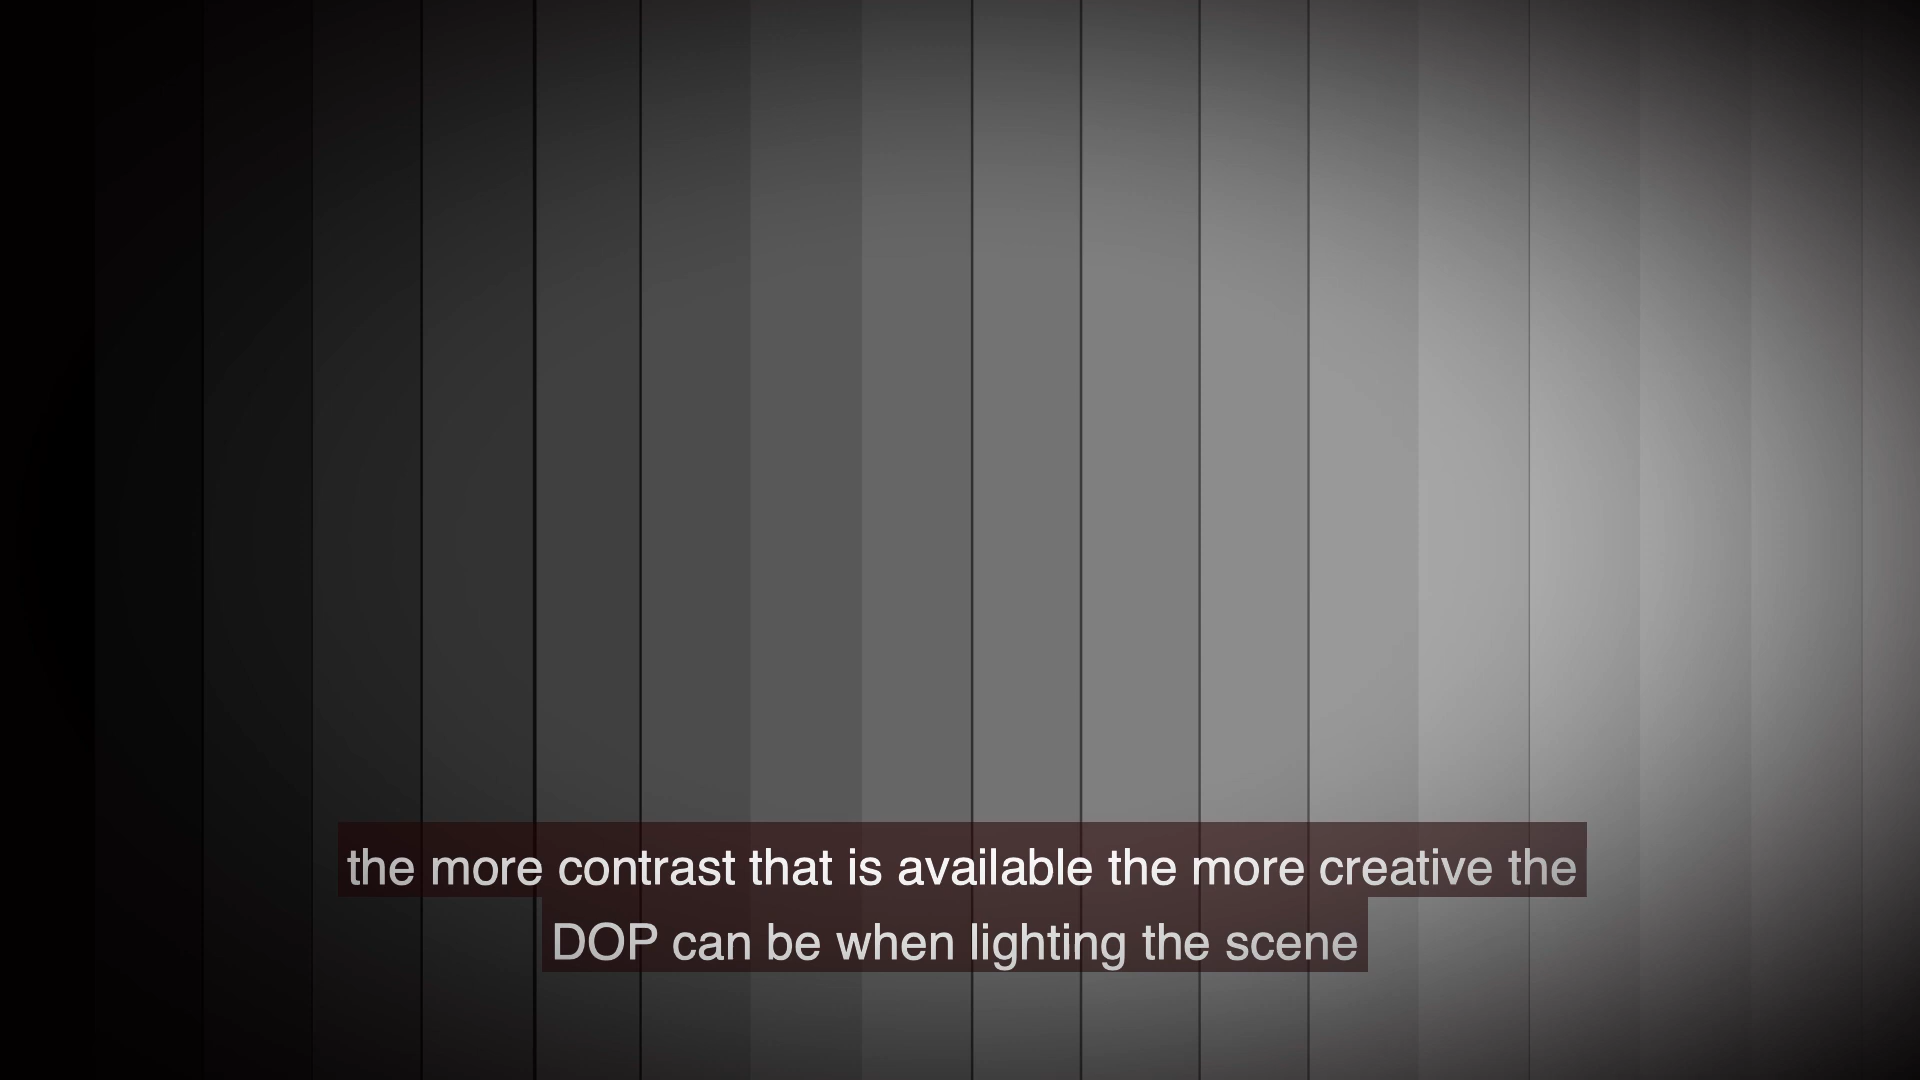 the more contrast that is available the more creative the
DOP can be when lighting the scene